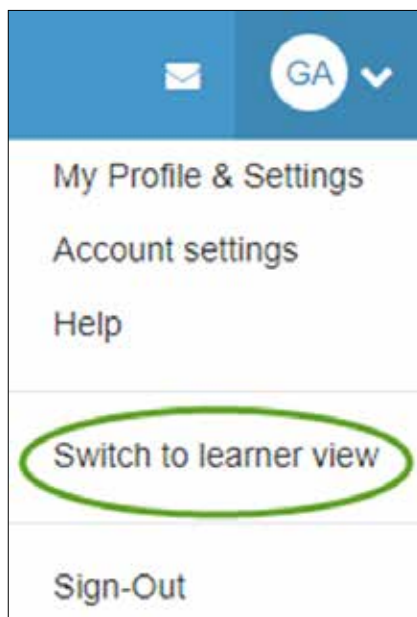 GA
My Profile & Settings
Account settings
Help
Switch to learner view
Sign-Out